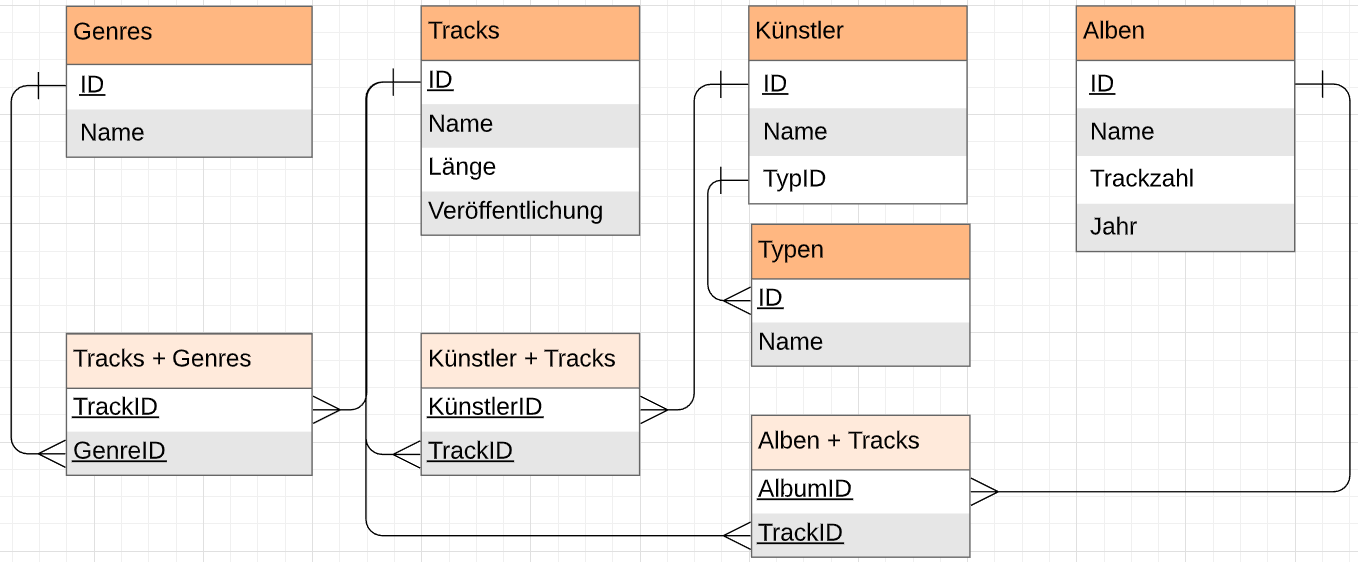 Genres
ID
Name
Tracks
ID
Name
Länge
Veröffentlichung
Künstler
ID
Name
TypID
Alben
ID
Name
Trackzahl
Jahr
Typen
ID
Name
Tracks + Genres
TrackID
GenreID
Künstler + Tracks
KünstlerID
TrackID
Alben + Tracks
AlbumID
TrackID